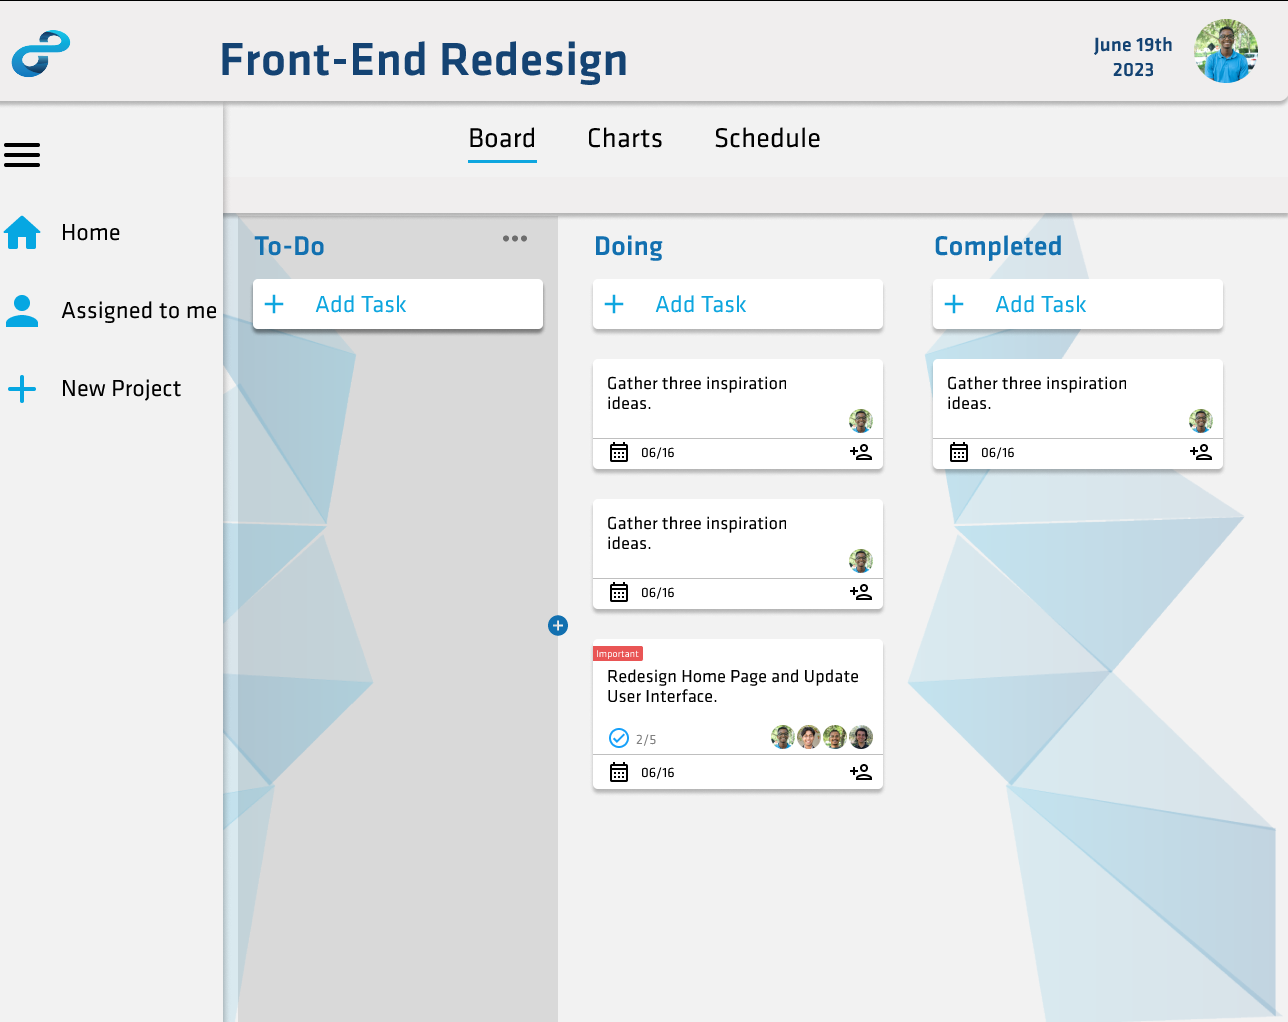 Front-End Redesign
June 19th
2023
Board
Charts
Schedule
Home
Assigned to me
New Project
To-Do
Add Task
Doing
Add Task
Gather three inspiration
ideas.
06/16
Gather three inspiration
ideas.
06/16
Important
Redesign Home Page and Update
User Interface.
2/5
06/16
Completed
Add Task
Gather three inspiration
ideas.
06/16